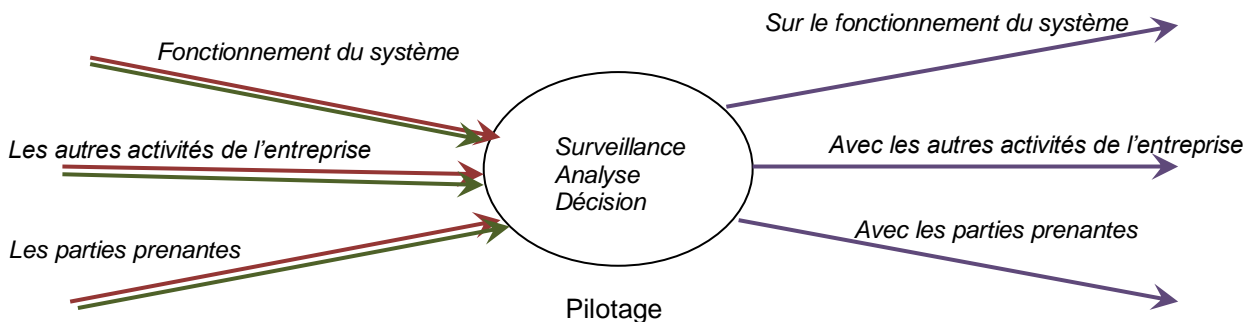 Fonctionnement du système
Sur le fonctionnement du système
Les autres activités de l’entreprise
Surveillance
Analyse
Décision
Avec les autres activités de l’entreprise
Les parties prenantes
Avec les parties prenantes
Pilotage